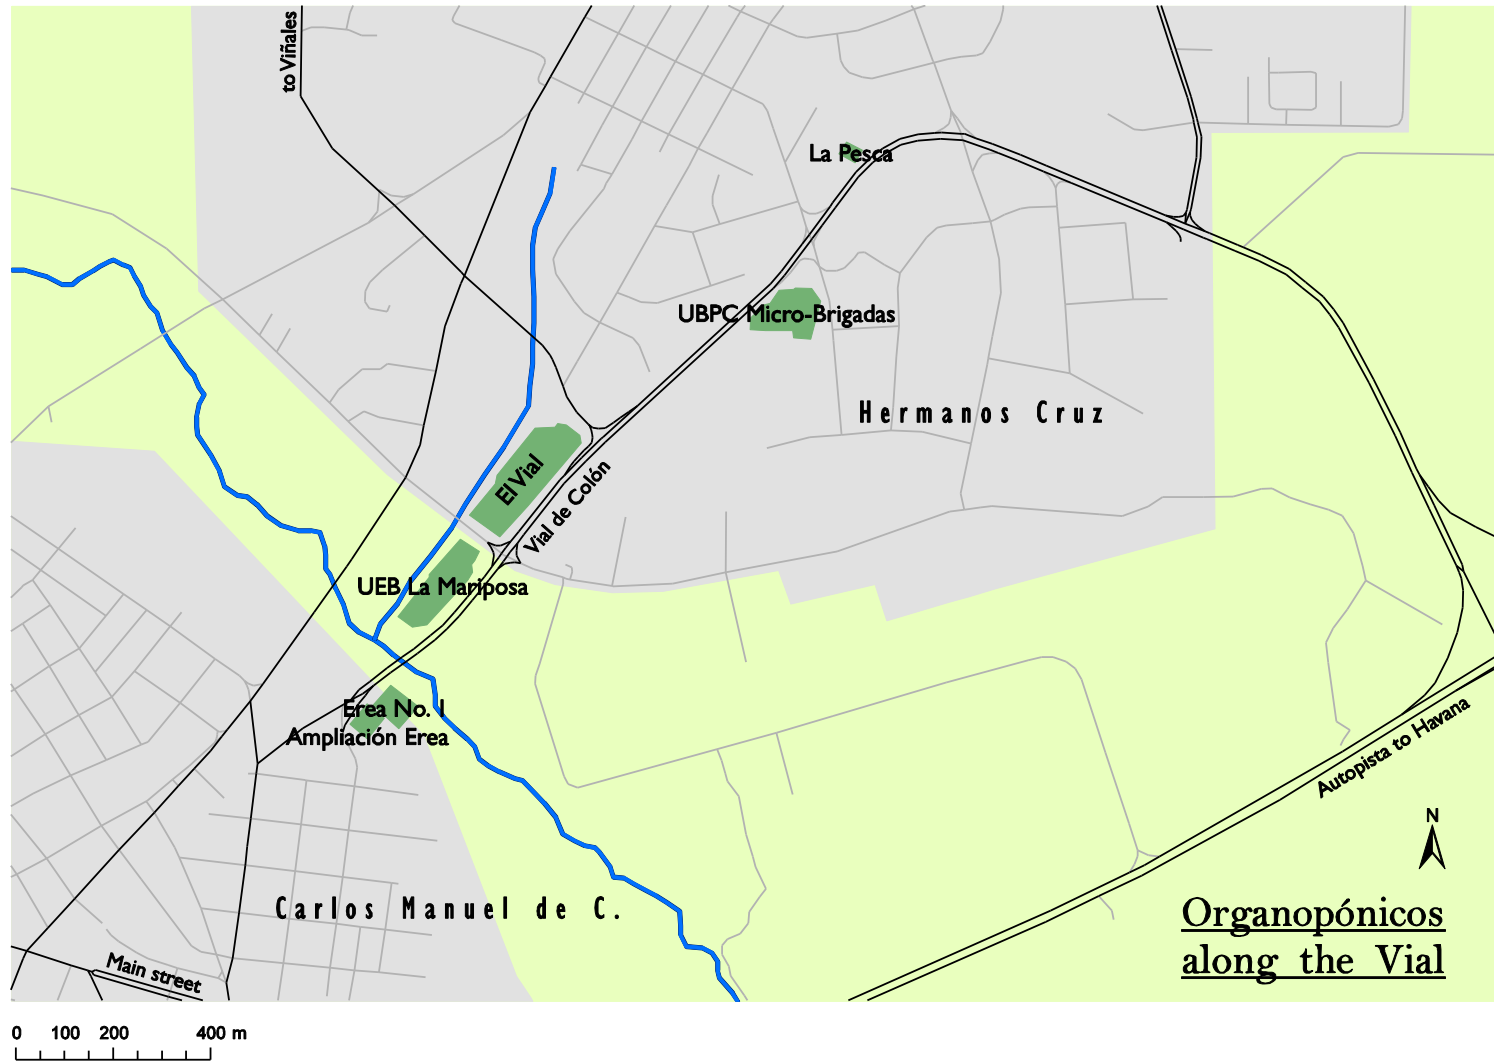 to Viñales
La Pesca
UBPC Micro-Brigadas
Hermanos Cruz
El Vial
Vial de Colón
UEB La Mariposa
Erea No. 1
Ampliación Erea
Autopista to Havana
N
Carlos Manuel de C.
Organopónicos
along the Vial
Main street
0 100 200 400 m